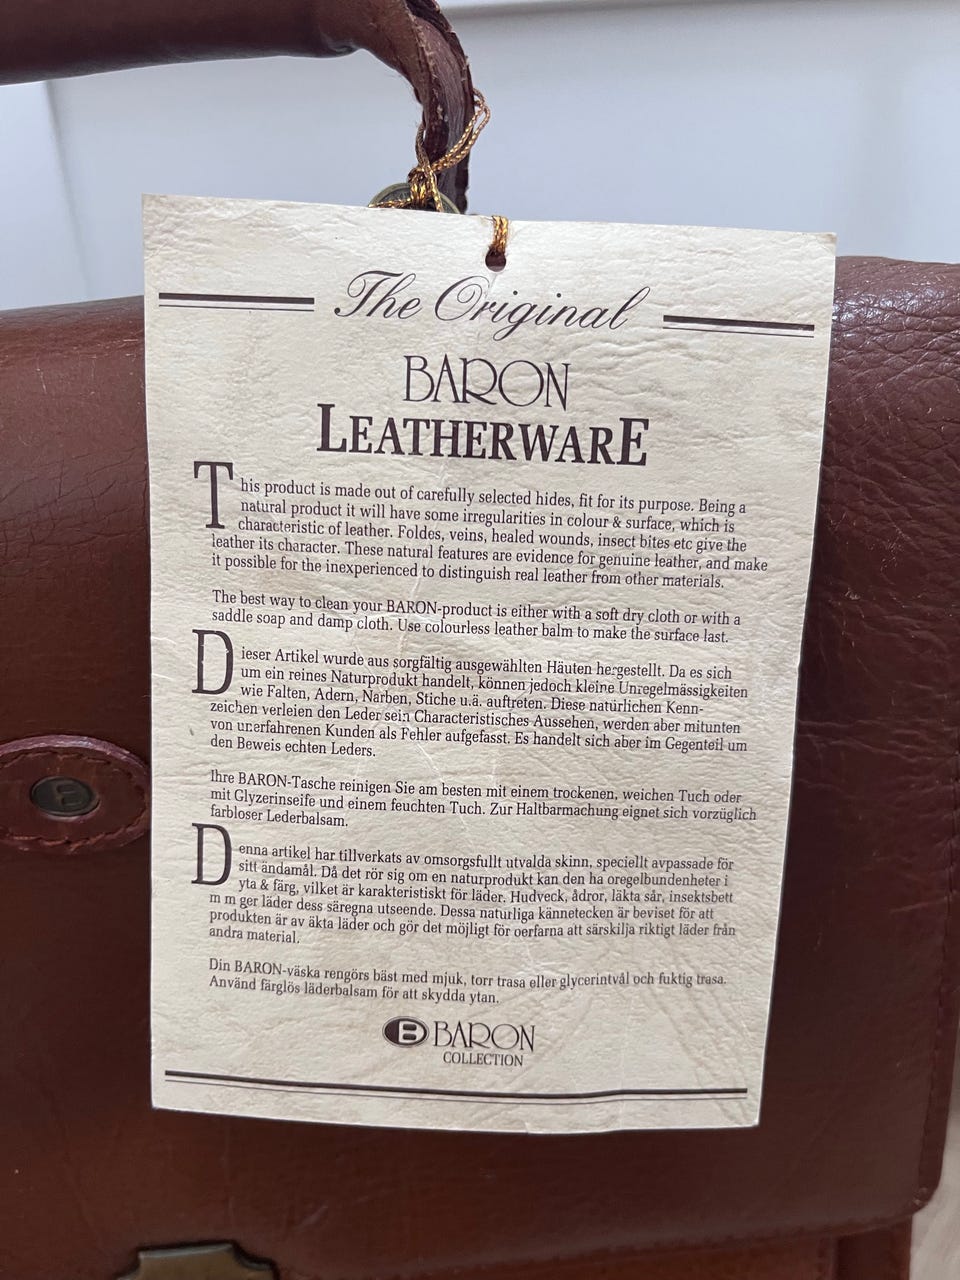 The Original
BARON
LEATHERWARE
This product is made out of carefully selected hides, fit for its purpose. Being a
natural product it will have some irregularities in colour & surface, which is
characteristic of leather. Foldes, veins, healed wounds, insect bites etc give the
leather its character. These natural features are evidence for genuine leather, and make
it possible for the inexperienced to distinguish real leather from other materials.
The best way to clean your BARON-product is either with a soft dry cloth or with a
saddle soap and damp cloth. Use colourless leather balm to make the surface last.
Dieser Artikel wurde aus sorgfältig ausgewählten Häuten hergestellt. Da es sich
um ein reines Naturprodukt handelt, können jedoch kleine Unregelmässigkeiten
wie Falten, Adern, Narben, Stiche u.ä. auftreten. Diese natürlichen Kenn-
zeichen verleien den Leder sein Characteristisches Aussehen, werden aber mitunten
von unerfahrenen Kunden als Fehler aufgefasst. Es handelt sich aber im Gegenteil um
den Beweis echten Leders.
Ihre BARON-Tasche reinigen Sie am besten mit einem trockenen, weichen Tuch oder
mit Glyzerinseife und einem feuchten Tuch. Zur Haltbarmachung eignet sich vorzüglich
farbloser Lederbalsam.
Denna artikel har tillverkats av omsorgsfullt utvalda skinn, speciellt avpassade för
sitt ändamål. Då det rör sig om en naturprodukt kan den ha oregelbundenheter i
yta & färg, vilket är karakteristiskt för läder. Hudveck, ådror, läkta sår, insektsbett
m m ger läder dess säregna utseende. Dessa naturliga kännetecken är beviset för att
produkten är av äkta läder och gör det möjligt för oerfarna att särskilja riktigt läder från
andra material.
Din BARON-väska rengörs bäst med mjuk, torr trasa eller glycerintvål och fuktig trasa.
Använd färglös läderbalsam för att skydda ytan.
B BARON
COLLECTION
B